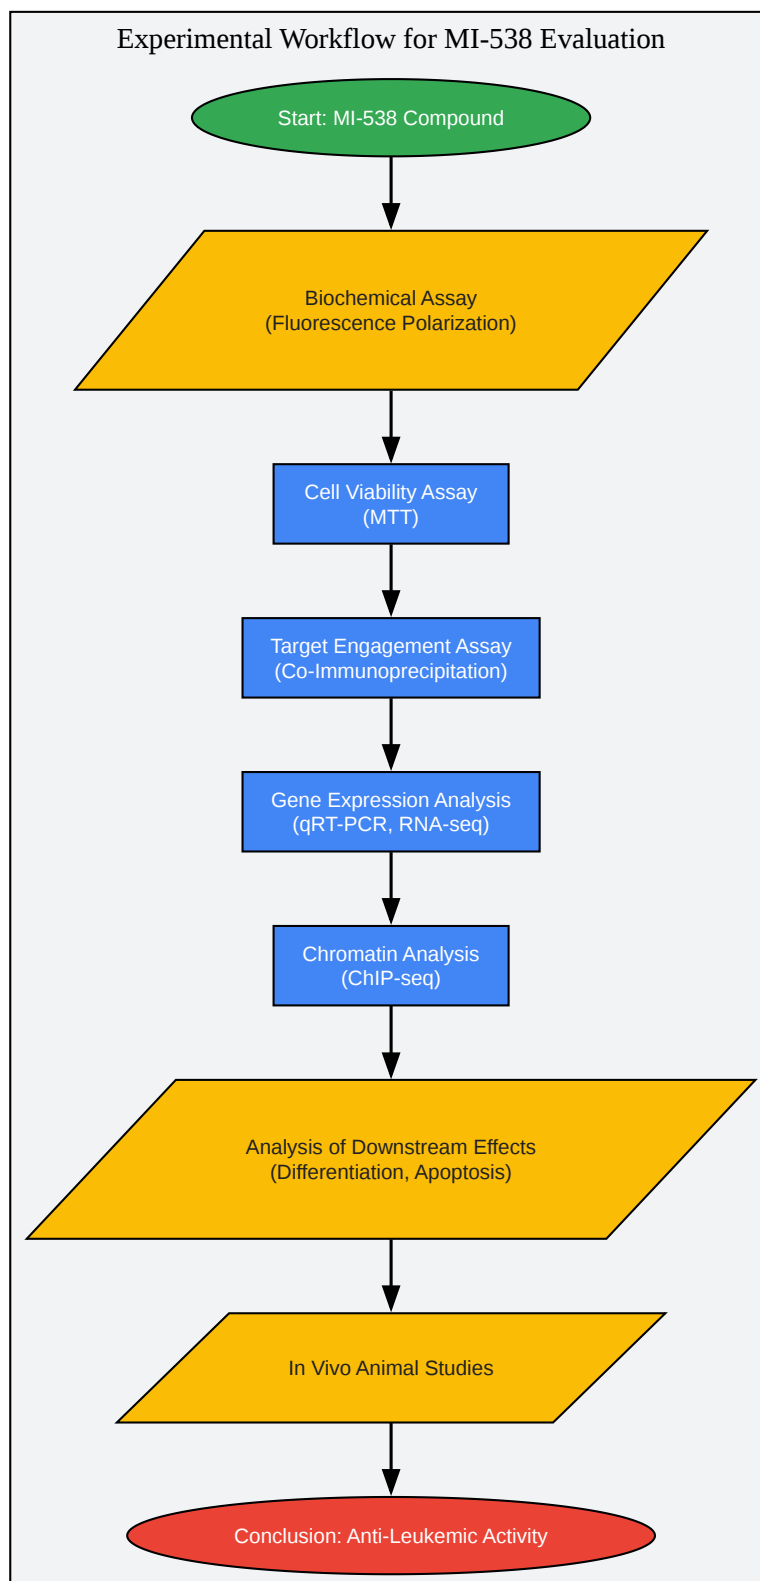 Experimental Workflow for MI-538 Evaluation
Start: MI-538 Compound
Biochemical Assay
(Fluorescence Polarization)
Cell Viability Assay
(MTT)
Target Engagement Assay
(Co-Immunoprecipitation)
Gene Expression Analysis
(qRT-PCR, RNA-seq)
Chromatin Analysis
(ChIP-seq)
Analysis of Downstream Effects
(Differentiation, Apoptosis)
In Vivo Animal Studies
Conclusion: Anti-Leukemic Activity